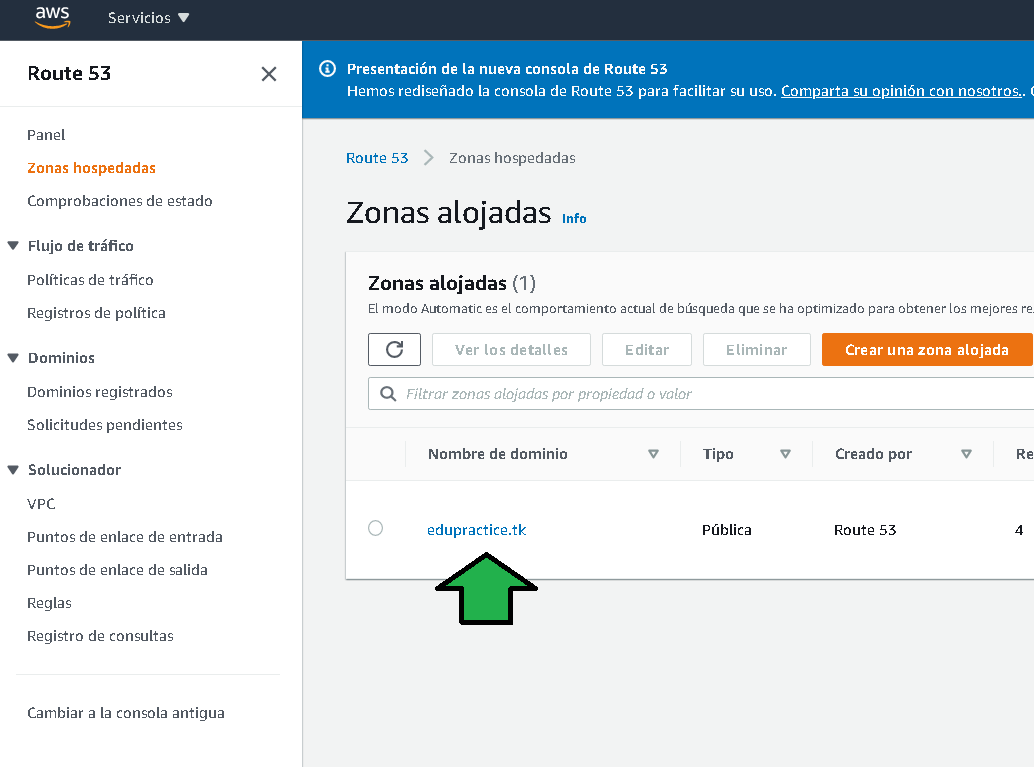 aws
Servicios
Route 53
Panel
Zonas hospedadas
Comprobaciones de estado
Flujo de tráfico
Políticas de tráfico
Registros de política
Dominios
Dominios registrados
Solicitudes pendientes
Solucionador
VPC
Puntos de enlace de entrada
Puntos de enlace de salida
Reglas
Registro de consultas
Cambiar a la consola antigua
Presentación de la nueva consola de Route 53
Hemos rediseñado la consola de Route 53 para facilitar su uso. Comparta su opinión con nosotros..
Route 53 > Zonas hospedadas
Zonas alojadas Info
Zonas alojadas (1)
El modo Automatic es el comportamiento actual de búsqueda que se ha optimizado para obtener los mejores
Ver los detalles Editar Eliminar Crear una zona alojada
Filtrar zonas alojadas por propiedad o valor
Nombre de dominio Tipo Creado por
edupractice.tk Pública Route 53 4